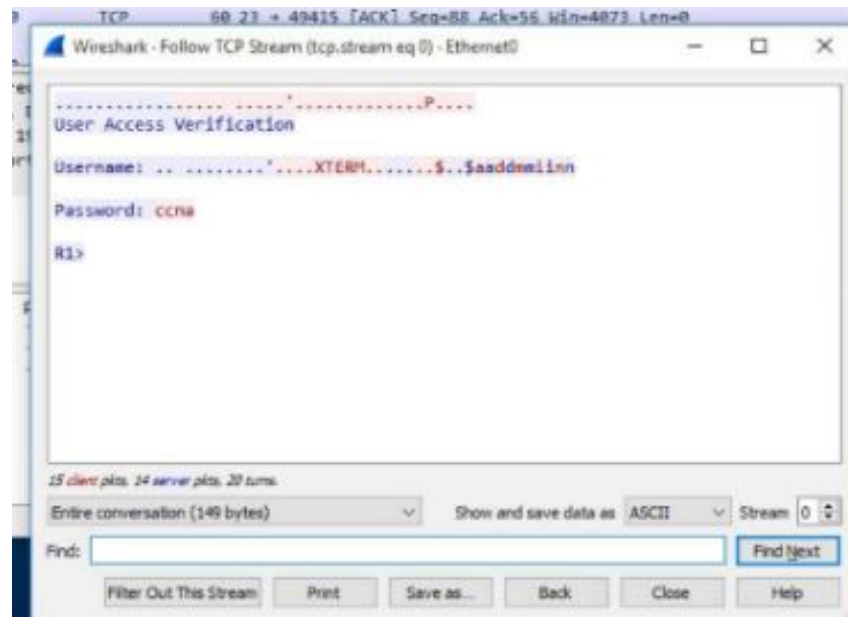 TCP 60 23 → 49415 [ACK] Seq=88 Ack=56 Win=4073 Len=0
Wireshark · Follow TCP Stream (tcp.stream eq 0) · Ethernet0
.................. .....'.............P....
User Access Verification
Username: .. ........'....XTERM.......$..$aaddmmiinn
Password: ccna
R1>
15 client pkts, 14 server pkts, 20 turns.
Entire conversation (149 bytes)
Show and save data as ASCII
Stream 0
Find:
Find Next
Filter Out This Stream
Print
Save as...
Back
Close
Help